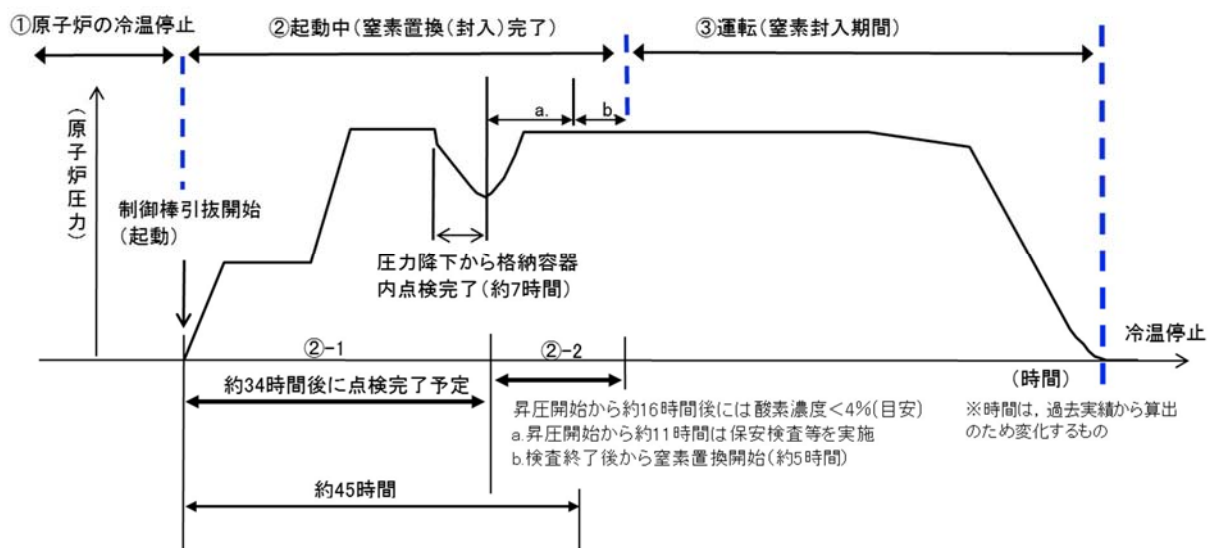 ①原子炉の冷温停止
②起動中(窒素置換(封入)完了)
③運転(窒素封入期間)
a.
b.
(原子炉圧力)
制御棒引抜開始
(起動)
圧力降下から格納容器
内点検完了(約7時間)
冷温停止
②-1
②-2
(時間)
約34時間後に点検完了予定
昇圧開始から約16時間後には酸素濃度<4%(目安)
a.昇圧開始から約11時間は保安検査等を実施
b.検査終了後から窒素置換開始(約5時間)
※時間は，過去実績から算出
のため変化するもの
約45時間